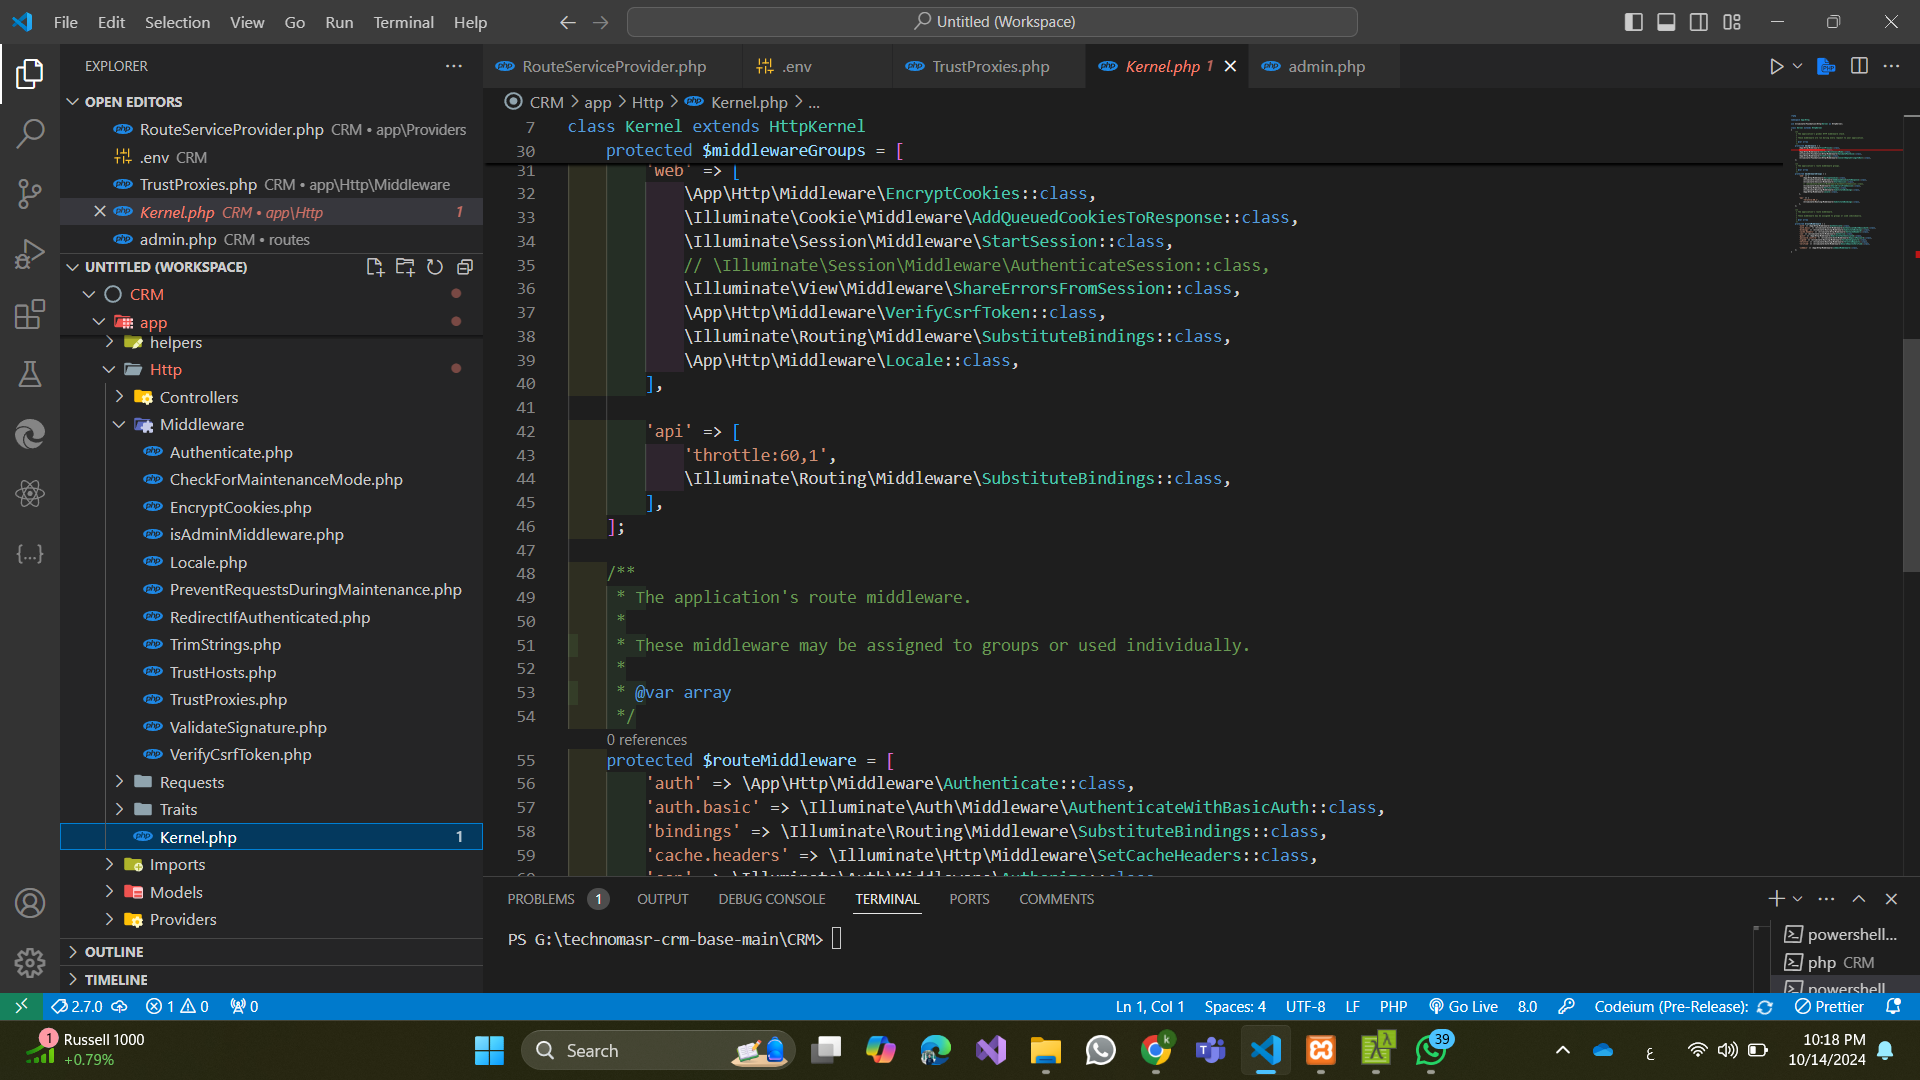 File Edit Selection View Go Run Terminal Help
Untitled (Workspace)
EXPLORER
OPEN EDITORS
RouteServiceProvider.php CRM • app\Providers
.env CRM
TrustProxies.php CRM • app\Http\Middleware
Kernel.php CRM • app\Http 1
admin.php CRM • routes
UNTITLED (WORKSPACE)
CRM
app
helpers
Http
Controllers
Middleware
Authenticate.php
CheckForMaintenanceMode.php
EncryptCookies.php
isAdminMiddleware.php
Locale.php
PreventRequestsDuringMaintenance.php
RedirectIfAuthenticated.php
TrimStrings.php
TrustHosts.php
TrustProxies.php
ValidateSignature.php
VerifyCsrfToken.php
Requests
Traits
Kernel.php 1
Imports
Models
Providers
OUTLINE
TIMELINE
RouteServiceProvider.php
.env
TrustProxies.php
Kernel.php 1
admin.php
CRM > app > Http > Kernel.php > ...
7 class Kernel extends HttpKernel
30 protected $middlewareGroups = [
31 'web' => [
32 \App\Http\Middleware\EncryptCookies::class,
33 \Illuminate\Cookie\Middleware\AddQueuedCookiesToResponse::class,
34 \Illuminate\Session\Middleware\StartSession::class,
35 // \Illuminate\Session\Middleware\AuthenticateSession::class,
36 \Illuminate\View\Middleware\ShareErrorsFromSession::class,
37 \App\Http\Middleware\VerifyCsrfToken::class,
38 \Illuminate\Routing\Middleware\SubstituteBindings::class,
39 \App\Http\Middleware\Locale::class,
40 ],
41
42 'api' => [
43 'throttle:60,1',
44 \Illuminate\Routing\Middleware\SubstituteBindings::class,
45 ],
46 ];
47
48 /**
49 * The application's route middleware.
50 *
51 * These middleware may be assigned to groups or used individually.
52 *
53 * @var array
54 */
0 references
55 protected $routeMiddleware = [
56 'auth' => \App\Http\Middleware\Authenticate::class,
57 'auth.basic' => \Illuminate\Auth\Middleware\AuthenticateWithBasicAuth::class,
58 'bindings' => \Illuminate\Routing\Middleware\SubstituteBindings::class,
59 'cache.headers' => \Illuminate\Http\Middleware\SetCacheHeaders::class,
PROBLEMS 1 OUTPUT DEBUG CONSOLE TERMINAL PORTS COMMENTS
PS G:\technomasr-crm-base-main\CRM>
powershell...
php CRM
powershell
2.7.0 1 0 0
Ln 1, Col 1 Spaces: 4 UTF-8 LF PHP Go Live 8.0 Codeium (Pre-Release): Prettier
1
Russell 1000
+0.79%
Search
k
39
ع
10:18 PM
10/14/2024